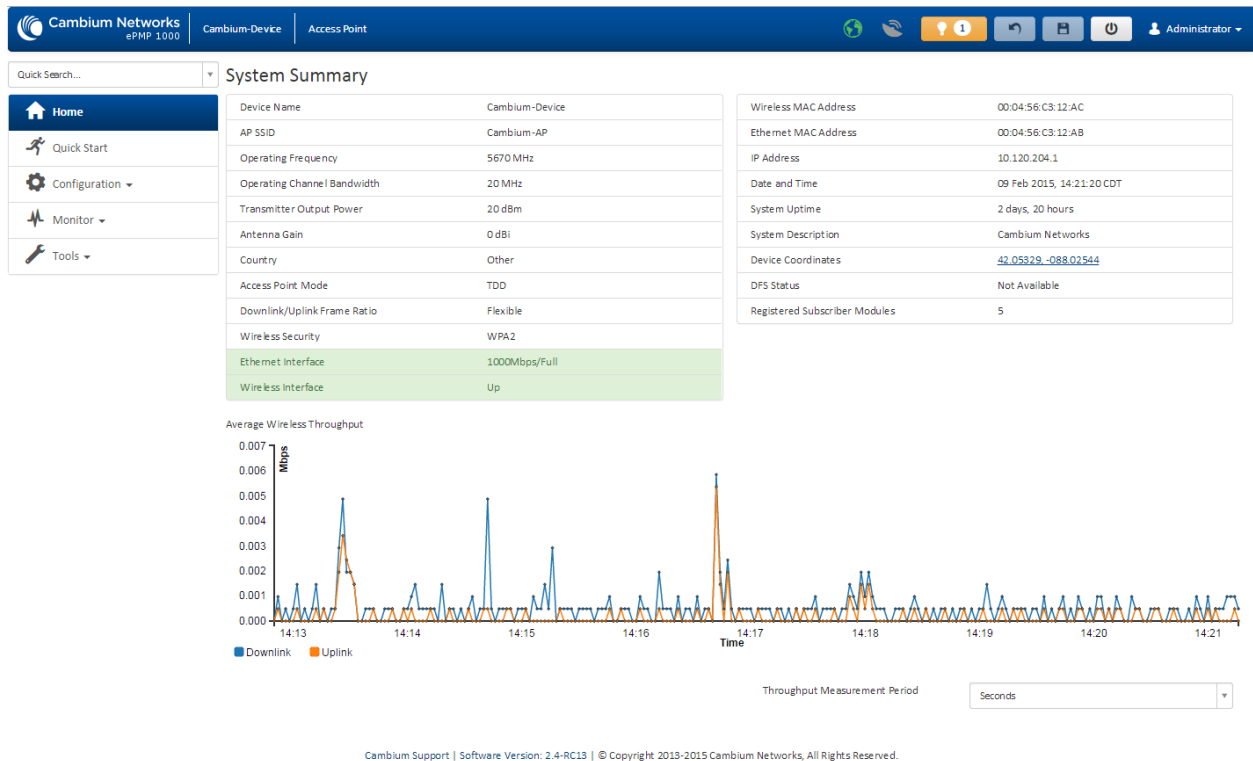 Cambium Networks
ePMP 1000
Cambium-Device
Access Point
1
Administrator
Quick Search...
Home
Quick Start
Configuration
Monitor
Tools
System Summary
Device Name Cambium-Device
AP SSID Cambium-AP
Operating Frequency 5670 MHz
Operating Channel Bandwidth 20 MHz
Transmitter Output Power 20 dBm
Antenna Gain 0 dBi
Country Other
Access Point Mode TDD
Downlink/Uplink Frame Ratio Flexible
Wireless Security WPA2
Ethernet Interface 1000Mbps/Full
Wireless Interface Up
Wireless MAC Address 00:04:56:C3:12:AC
Ethernet MAC Address 00:04:56:C3:12:AB
IP Address 10.120.204.1
Date and Time 09 Feb 2015, 14:21:20 CDT
System Uptime 2 days, 20 hours
System Description Cambium Networks
Device Coordinates 42.05329, -088.02544
DFS Status Not Available
Registered Subscriber Modules 5
Average Wireless Throughput
0.007
0.006
0.005
0.004
0.003
0.002
0.001
0.000
Mbps
14:13 14:14 14:15 14:16 14:17 14:18 14:19 14:20 14:21
Time
Downlink Uplink
Throughput Measurement Period Seconds
Cambium Support | Software Version: 2.4-RC13 | © Copyright 2013-2015 Cambium Networks, All Rights Reserved.